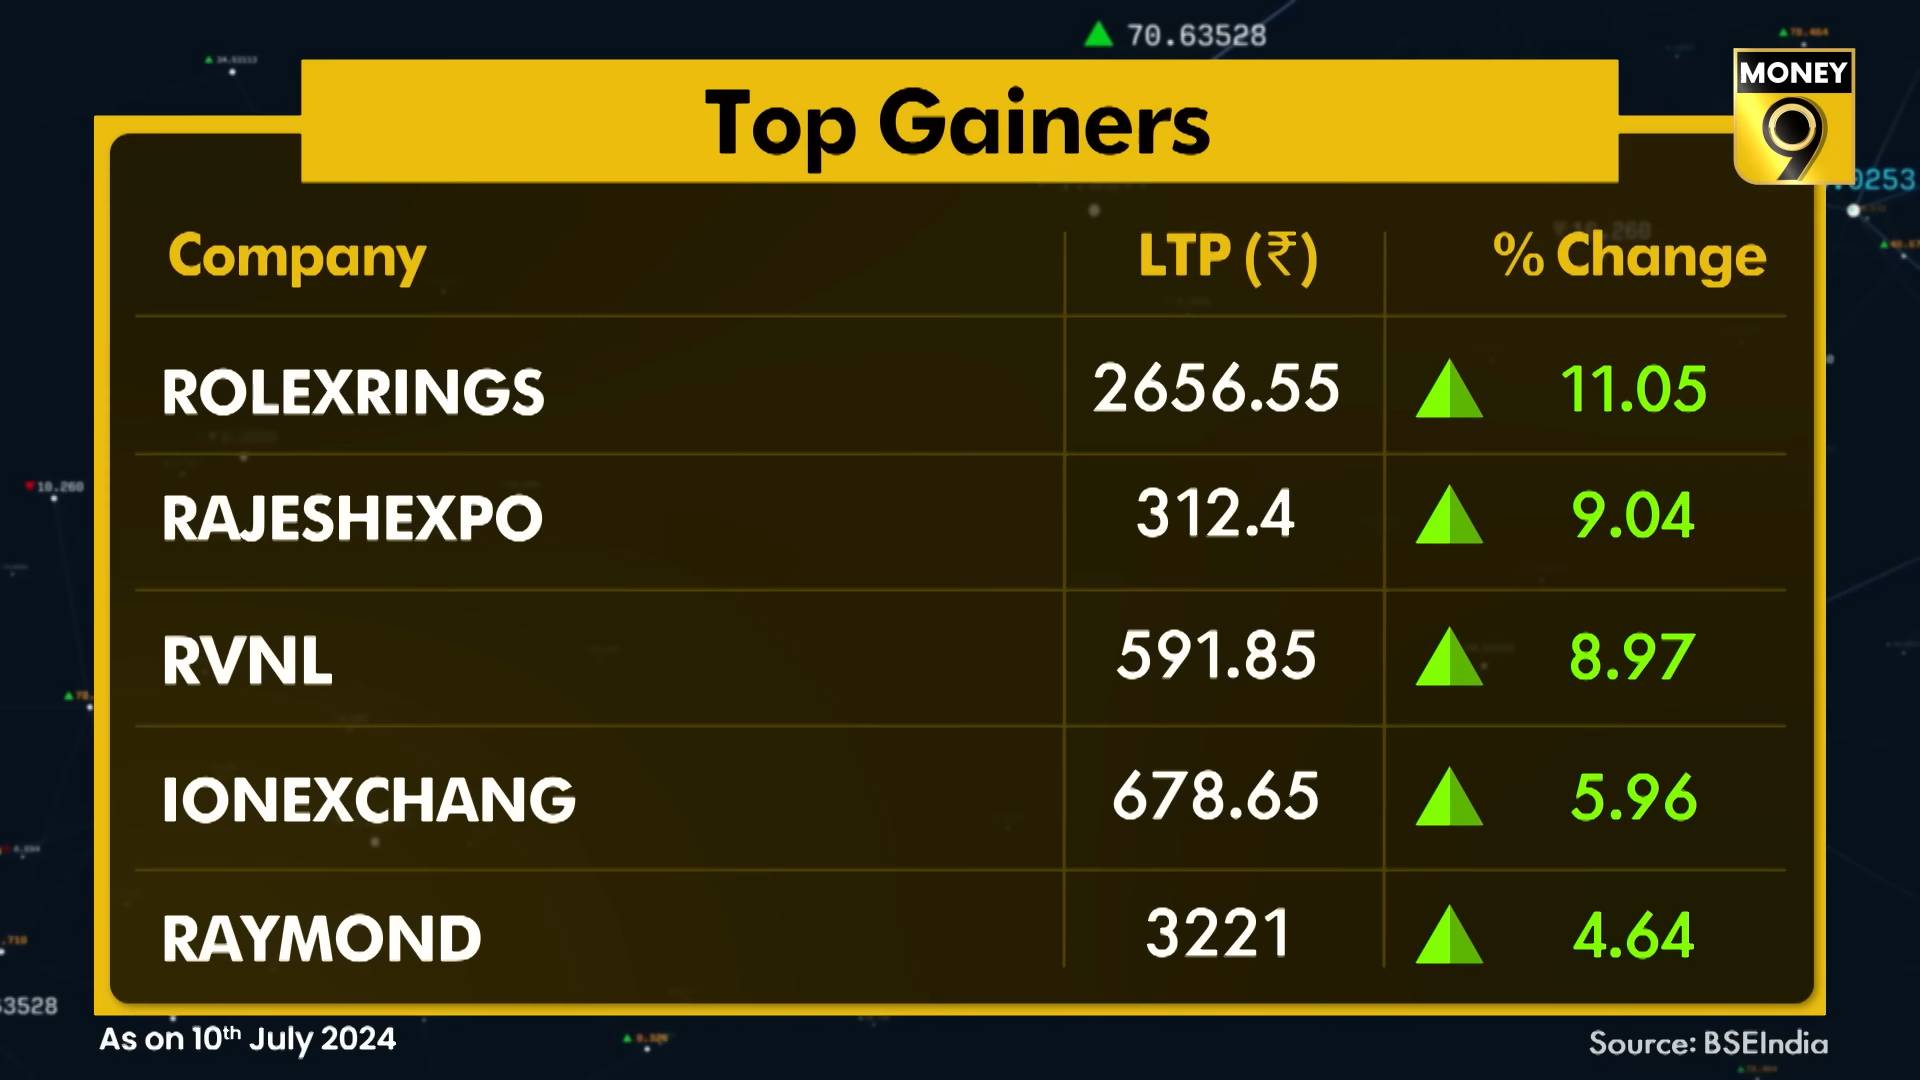 70.63528
MONEY
9
Top Gainers
Company LTP (₹) % Change
ROLEXRINGS 2656.55 11.05
RAJESHEXPO 312.4 9.04
RVNL 591.85 8.97
IONEXCHANG 678.65 5.96
RAYMOND 3221 4.64
10.260
As on 10th July 2024
Source: BSEIndia